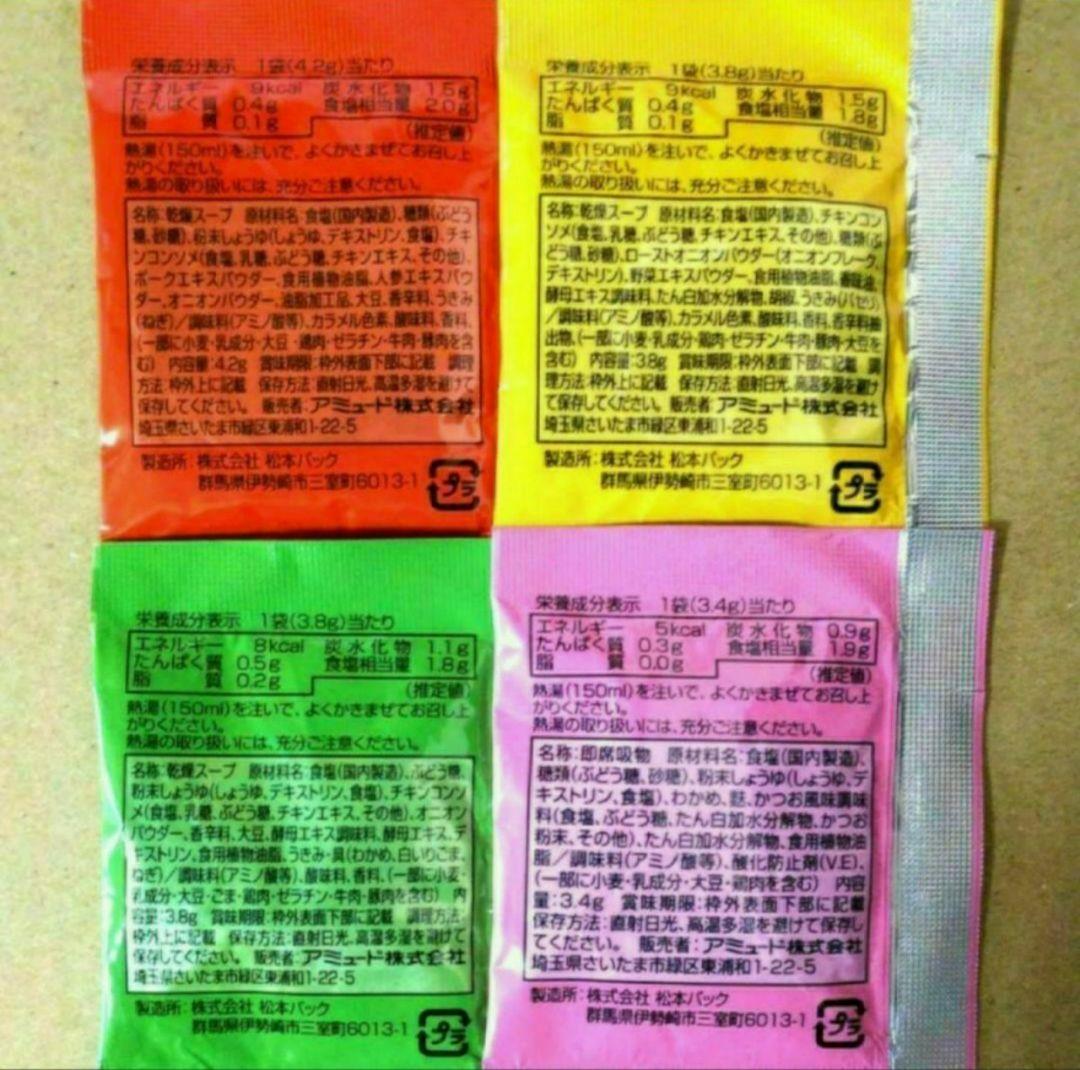 栄養成分表示 1袋(4.2g)当たり
エネルギー 9kcal 炭水化物 1.5g
たんぱく質 0.4g 食塩相当量 2.0g
脂質 0.1g
(推定値)
熱湯(150ml)を注いで、よくかきまぜてお召し上
がりください。
熱湯の取り扱いには、充分ご注意ください。
名称:乾燥スープ 原材料名:食塩(国内製造)、糖類(ぶどう
糖、砂糖)、粉末しょうゆ(しょうゆ、デキストリン、食塩)、チキ
ンコンソメ(食塩、乳糖、ぶどう糖、チキンエキス、その他)、
ポークエキスパウダー、食用植物油脂、人参エキスパウ
ダー、オニオンパウダー、油脂加工品、大豆、香辛料、うきみ
(ねぎ)/調味料(アミノ酸等)、カラメル色素、酸味料、香料、
(一部に小麦・乳成分・大豆・鶏肉・ゼラチン・牛肉・豚肉を含
む) 内容量:4.2g 賞味期限:枠外表面下部に記載 調理
方法:枠外上に記載 保存方法:直射日光、高温多湿を避けて
保存してください。 販売者:アミュード株式会社
埼玉県さいたま市緑区東浦和1-22-5
製造所:株式会社 松本パック
群馬県伊勢崎市三室町6013-1
プラ
栄養成分表示 1袋(3.8g)当たり
エネルギー 9kcal 炭水化物 1.5g
たんぱく質 0.4g 食塩相当量 1.8g
脂質 0.1g
(推定値)
熱湯(150ml)を注いで、よくかきまぜてお召し上
がりください。
熱湯の取り扱いには、充分ご注意ください。
名称:乾燥スープ 原材料名:食塩(国内製造)、チキンコン
ソメ(食塩、乳糖、ぶどう糖、チキンエキス、その他)、糖類(ぶ
どう糖、砂糖)、ローストオニオンパウダー(オニオンフレーク、
デキストリン)、野菜エキスパウダー、食用植物油脂、香味油、
酵母エキス調味料、たん白加水分解物、胡椒、うきみ(パセリ)
/調味料(アミノ酸等)、カラメル色素、酸味料、香料、香辛料抽
出物、(一部に小麦・乳成分・鶏肉・ゼラチン・牛肉・豚肉・大豆を
含む) 内容量:3.8g 賞味期限:枠外表面下部に記載 調
理方法:枠外上に記載 保存方法:直射日光、高温多湿を避け
て保存してください。 販売者:アミュード株式会社
埼玉県さいたま市緑区東浦和1-22-5
製造所:株式会社 松本パック
群馬県伊勢崎市三室町6013-1
プラ
栄養成分表示 1袋(3.8g)当たり
エネルギー 8kcal 炭水化物 1.1g
たんぱく質 0.5g 食塩相当量 1.8g
脂質 0.2g
(推定値)
熱湯(150ml)を注いで、よくかきまぜてお召し上
がりください。
熱湯の取り扱いには、充分ご注意ください。
名称:乾燥スープ 原材料名:食塩(国内製造)、ぶどう糖、
粉末しょうゆ(しょうゆ、デキストリン、食塩)、チキンコンソ
メ(食塩、乳糖、ぶどう糖、チキンエキス、その他)、オニオン
パウダー、香辛料、大豆、酵母エキス調味料、酵母エキス、デ
キストリン、食用植物油脂、うきみ・具(わかめ、白いりごま、
ねぎ)/調味料(アミノ酸等)、酸味料、香料、(一部に小麦・
乳成分・大豆・ごま・鶏肉・ゼラチン・牛肉・豚肉を含む) 内
容量:3.8g 賞味期限:枠外表面下部に記載 調理方法:
枠外上に記載 保存方法:直射日光、高温多湿を避けて
保存してください。 販売者:アミュード株式会社
埼玉県さいたま市緑区東浦和1-22-5
製造所:株式会社 松本パック
群馬県伊勢崎市三室町6013-1
プラ
栄養成分表示 1袋(3.4g)当たり
エネルギー 5kcal 炭水化物 0.9g
たんぱく質 0.3g 食塩相当量 1.9g
脂質 0.0g
(推定値)
熱湯(150ml)を注いで、よくかきまぜてお召し上
がりください。
熱湯の取り扱いには、充分ご注意ください。
名称:即席吸物 原材料名:食塩(国内製造)、
糖類(ぶどう糖、砂糖)、粉末しょうゆ(しょうゆ、デ
キストリン、食塩)、わかめ、麩、かつお風味調味
料(食塩、ぶどう糖、たん白加水分解物、かつお
粉末、その他)、たん白加水分解物、食用植物油
脂/調味料(アミノ酸等)、酸化防止剤(V.E)、
(一部に小麦・乳成分・大豆・鶏肉を含む) 内容
量:3.4g 賞味期限:枠外表面下部に記載
保存方法:直射日光、高温多湿を避けて保存し
てください。 販売者:アミュード株式会社
埼玉県さいたま市緑区東浦和1-22-5
製造所:株式会社 松本パック
群馬県伊勢崎市三室町6013-1
プラ